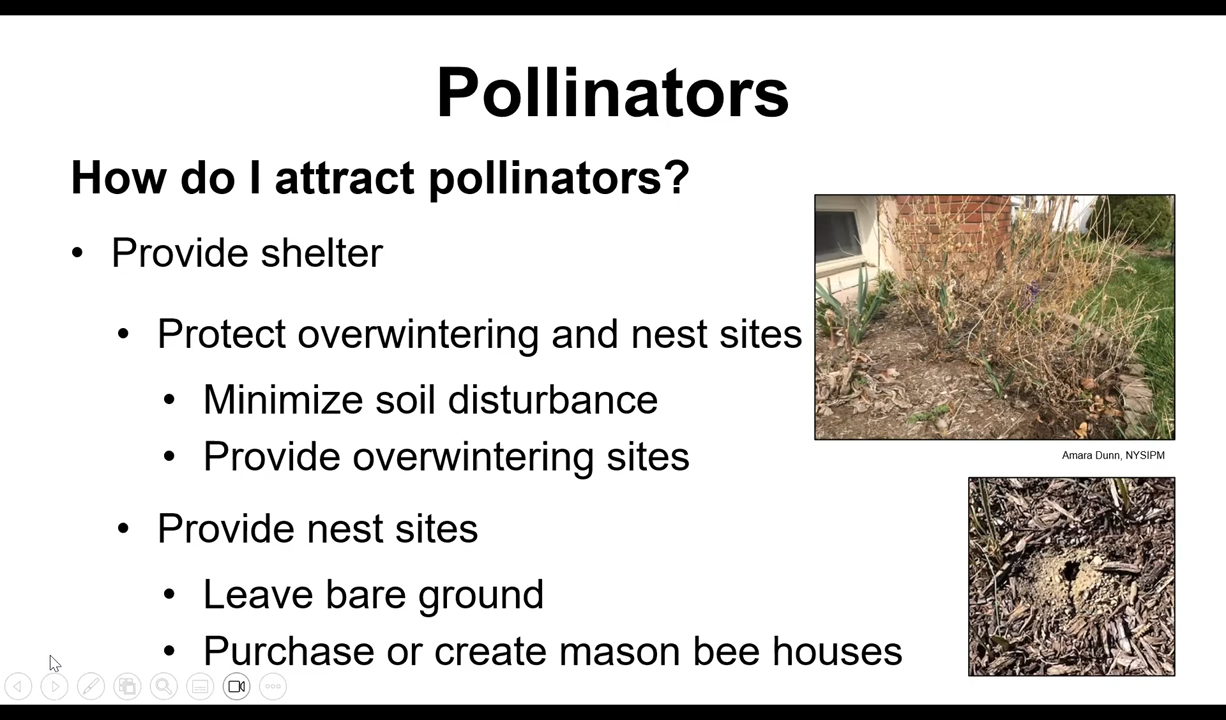 Pollinators
How do I attract pollinators?
• Provide shelter
• Protect overwintering and nest sites
• Minimize soil disturbance
• Provide overwintering sites
Amara Dunn, NYSIPM
• Provide nest sites
• Leave bare ground
• Purchase or create mason bee houses